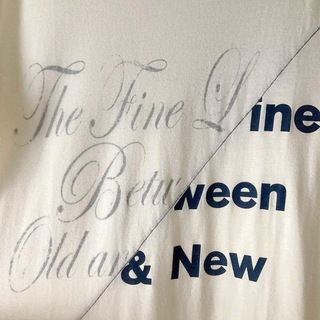 The Fine Line
Between
Old an& New